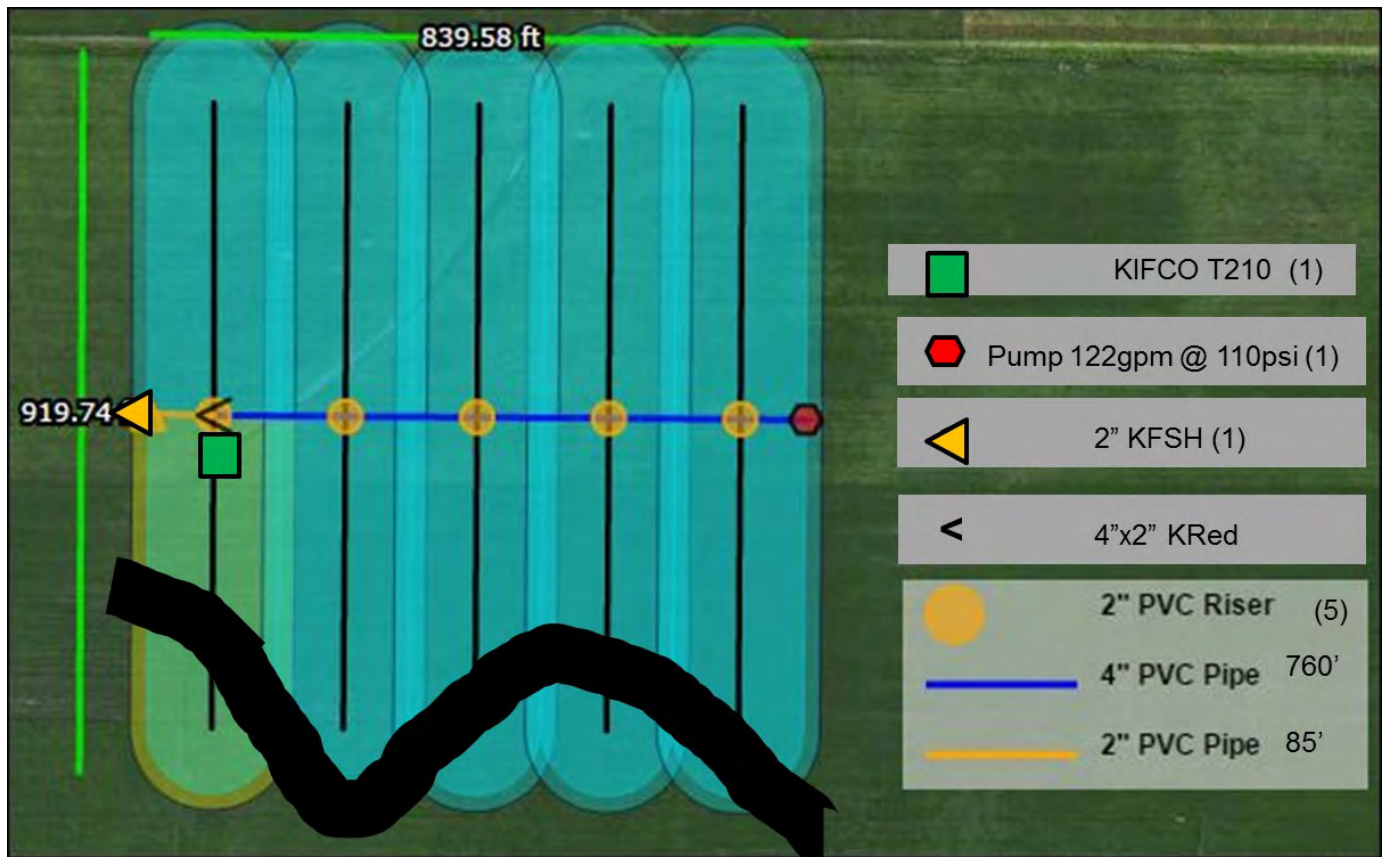 839.58 ft
KIFCO T210 (1)
Pump 122gpm @ 110psi (1)
919.74
2” KFSH (1)
< 4”x2” KRed
2" PVC Riser (5)
4" PVC Pipe 760’
2" PVC Pipe 85’